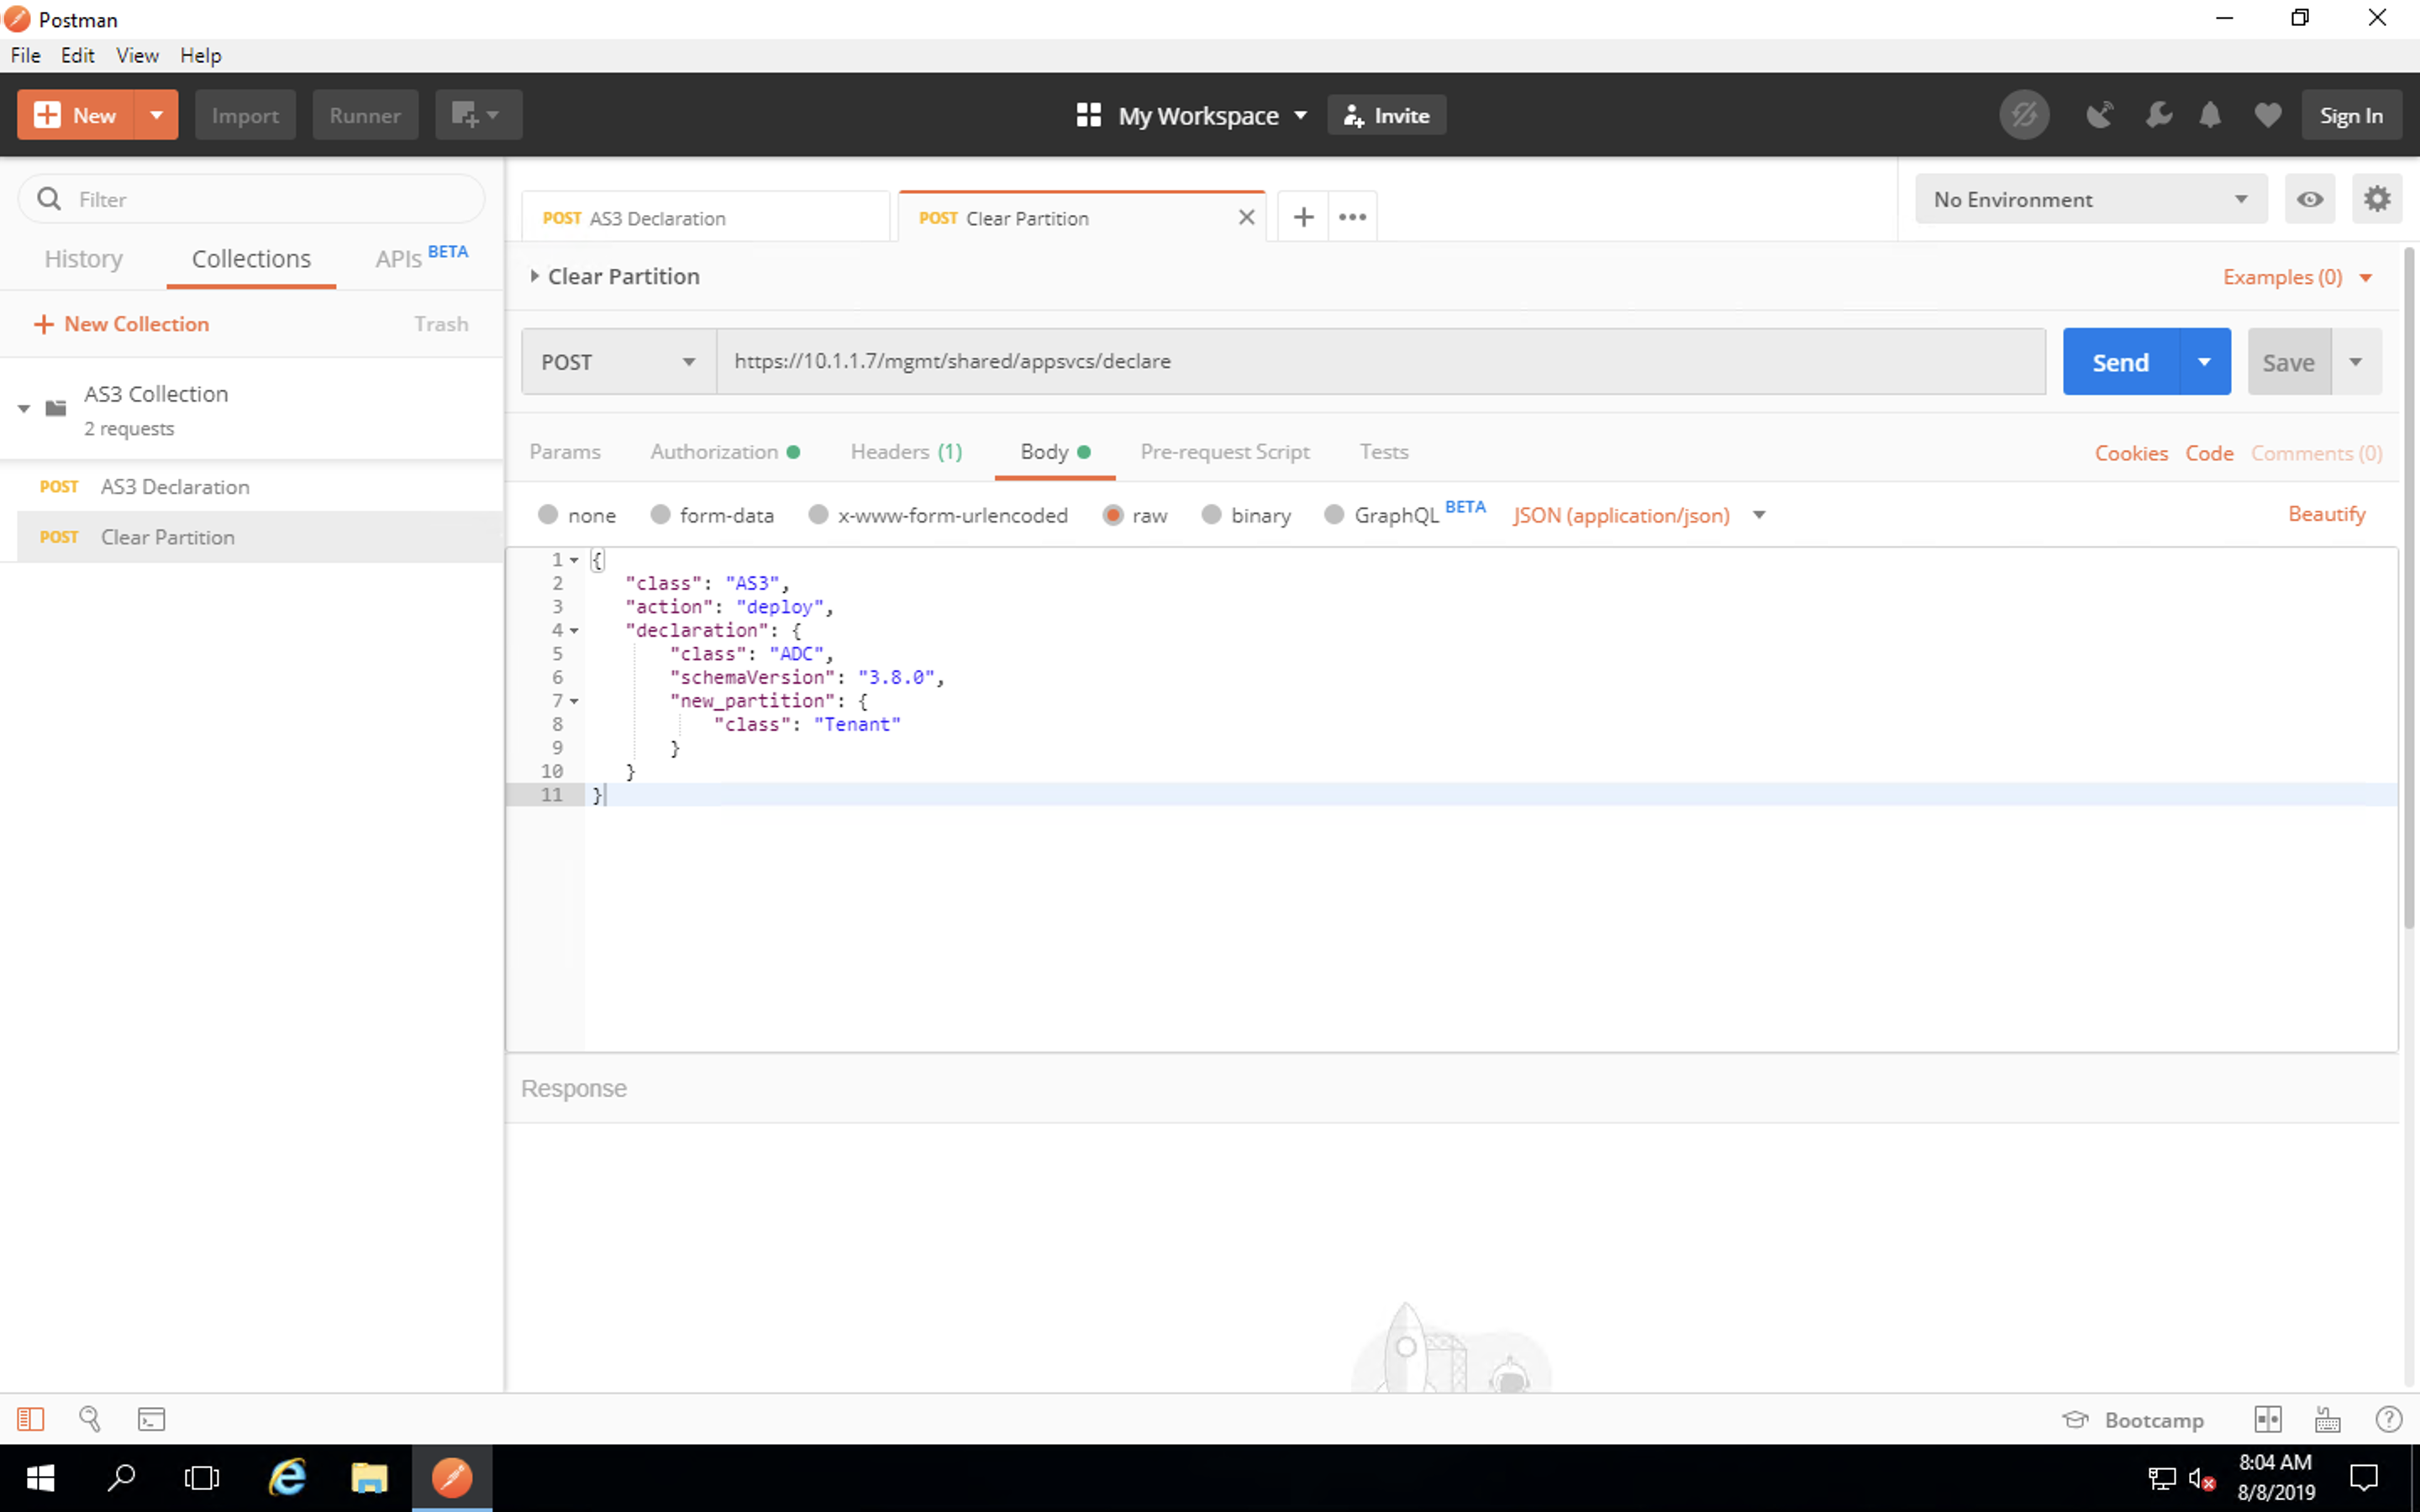 Postman
File Edit View Help
New Import Runner My Workspace Invite Sign In
Filter
History Collections APIs BETA
New Collection Trash
AS3 Collection
2 requests
POST AS3 Declaration
POST Clear Partition
POST AS3 Declaration POST Clear Partition
No Environment
Clear Partition
Examples (0)
POST https://10.1.1.7/mgmt/shared/appsvcs/declare Send Save
Params Authorization Headers (1) Body Pre-request Script Tests Cookies Code Comments (0)
none form-data x-www-form-urlencoded raw binary GraphQL BETA JSON (application/json) Beautify
1 {
2 "class": "AS3",
3 "action": "deploy",
4 "declaration": {
5 "class": "ADC",
6 "schemaVersion": "3.8.0",
7 "new_partition": {
8 "class": "Tenant"
9 }
10 }
11 }
Response
Bootcamp
8:04 AM
8/8/2019